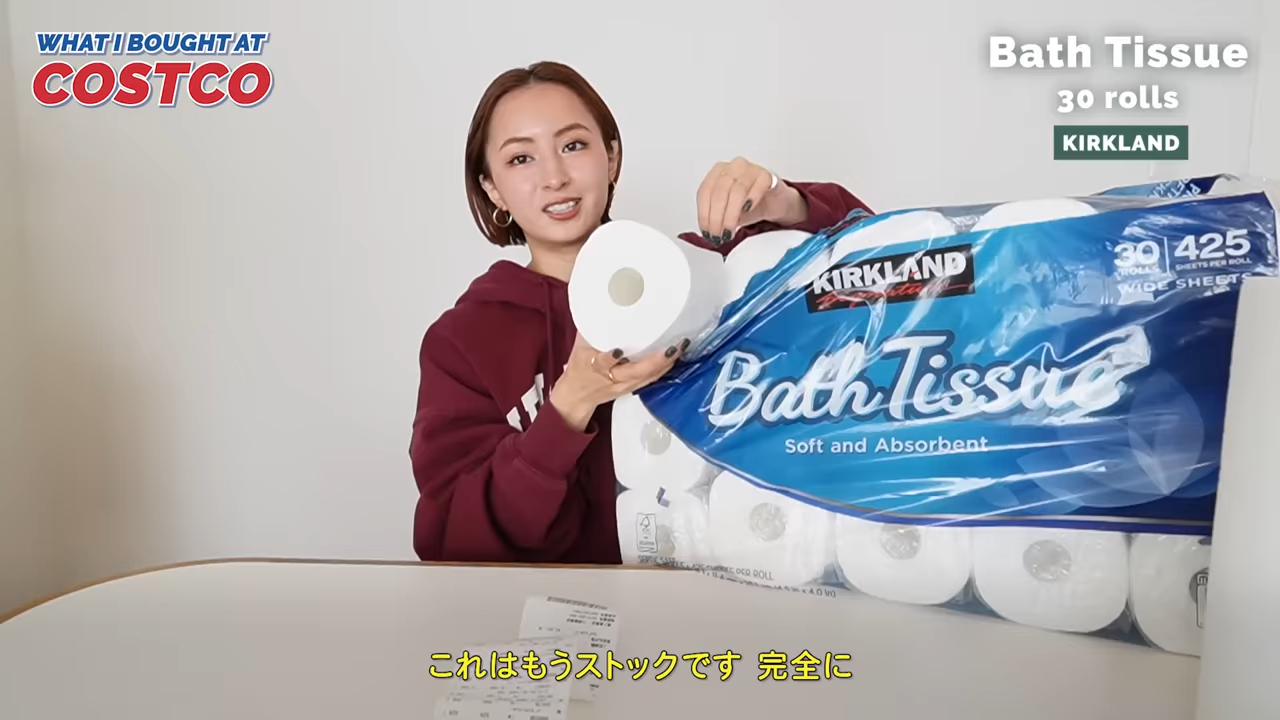 WHAT I BOUGHT AT
COSTCO
Bath Tissue
30 rolls
KIRKLAND
KIRKLAND
Signature
30 ROLLS
425 SHEETS PER ROLL
WIDE SHEETS
Bath Tissue
Soft and Absorbent
これはもうストックです 完全に